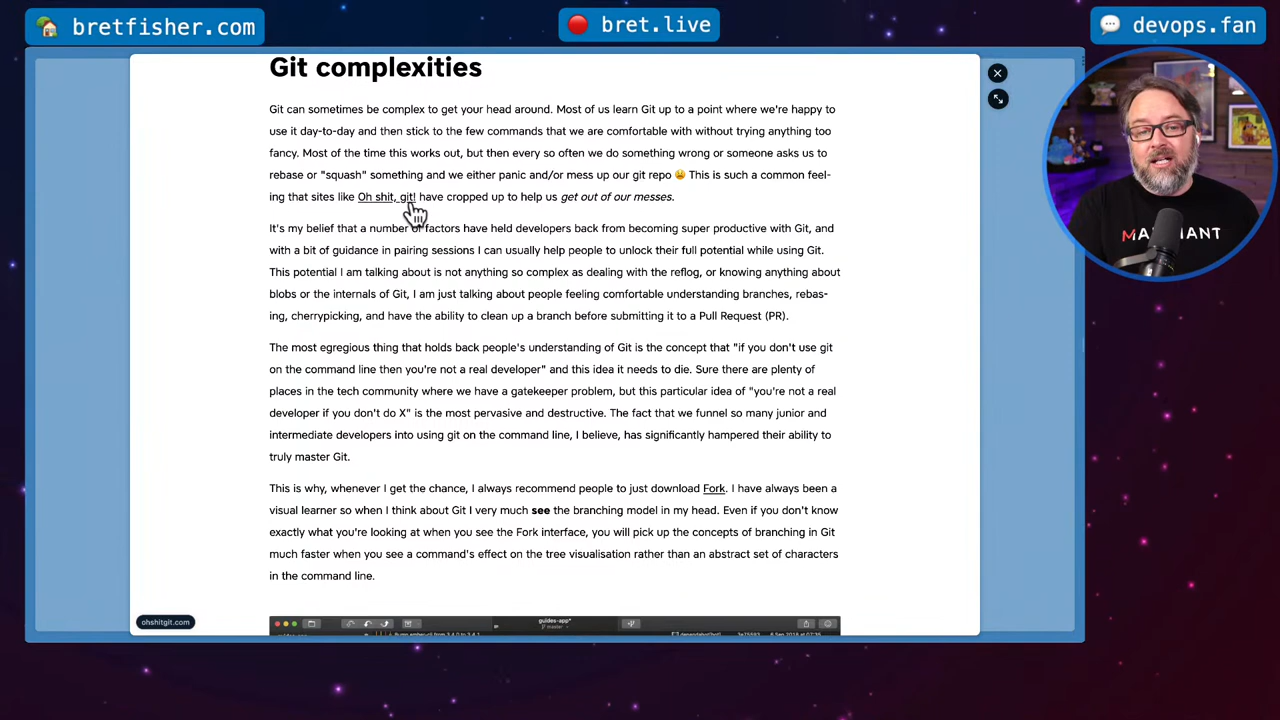 bretfisher.com
bret.live
devops.fan
Git complexities
Git can sometimes be complex to get your head around. Most of us learn Git up to a point where we're happy to
use it day-to-day and then stick to the few commands that we are comfortable with without trying anything too
fancy. Most of the time this works out, but then every so often we do something wrong or someone asks us to
rebase or "squash" something and we either panic and/or mess up our git repo 😩 This is such a common feel-
ing that sites like Oh shit, git! have cropped up to help us get out of our messes.
It's my belief that a number of factors have held developers back from becoming super productive with Git, and
with a bit of guidance in pairing sessions I can usually help people to unlock their full potential while using Git.
This potential I am talking about is not anything so complex as dealing with the reflog, or knowing anything about
blobs or the internals of Git, I am just talking about people feeling comfortable understanding branches, rebas-
ing, cherrypicking, and have the ability to clean up a branch before submitting it to a Pull Request (PR).
The most egregious thing that holds back people's understanding of Git is the concept that "if you don't use git
on the command line then you're not a real developer" and this idea it needs to die. Sure there are plenty of
places in the tech community where we have a gatekeeper problem, but this particular idea of "you're not a real
developer if you don't do X" is the most pervasive and destructive. The fact that we funnel so many junior and
intermediate developers into using git on the command line, I believe, has significantly hampered their ability to
truly master Git.
This is why, whenever I get the chance, I always recommend people to just download Fork. I have always been a
visual learner so when I think about Git I very much see the branching model in my head. Even if you don't know
exactly what you're looking at when you see the Fork interface, you will pick up the concepts of branching in Git
much faster when you see a command's effect on the tree visualisation rather than an abstract set of characters
in the command line.
ohshitgit.com
guides-app*
master